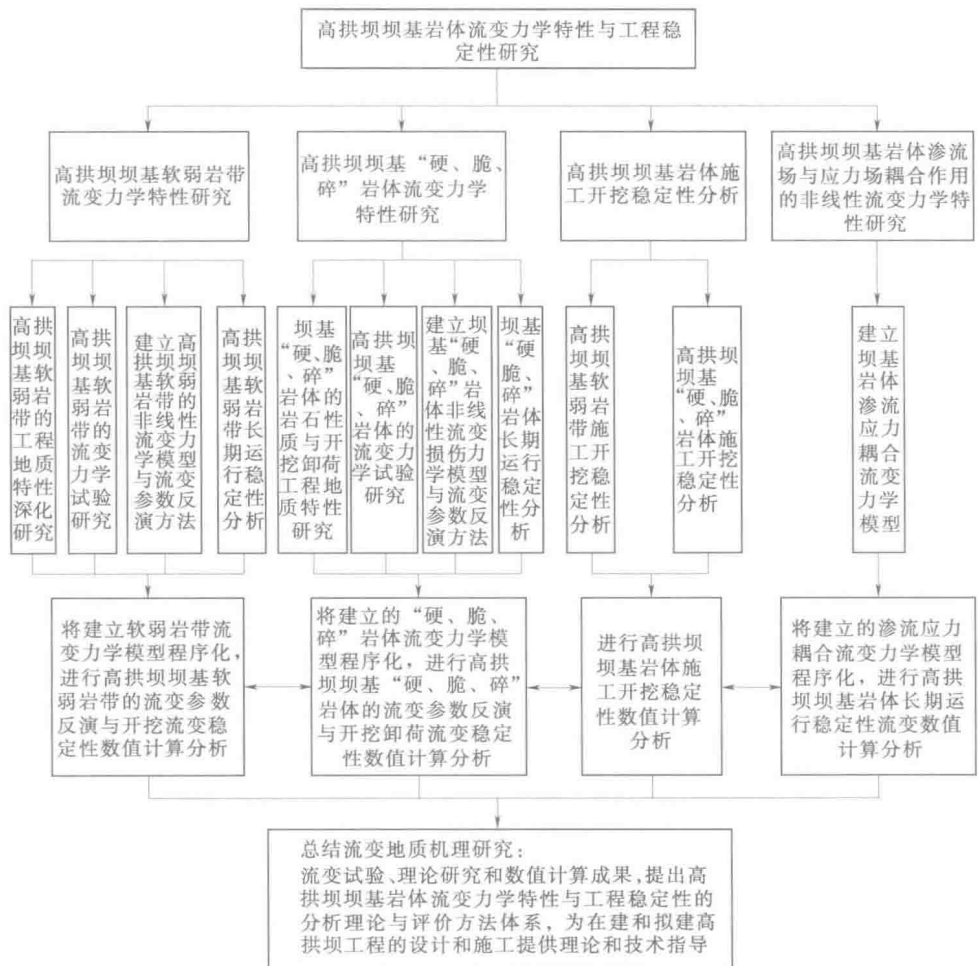 高拱坝坝基岩体流变力学特性与工程稳
定性研究
高拱坝坝基软弱岩带
流变力学特性研究
高拱坝坝基“硬、脆、
碎”岩体流变力学
特性研究
高拱坝坝基岩体施
工开挖稳定性分析
高拱坝坝基岩体渗流
场与应力场耦合作用
的非线性流变力学特
性研究
高拱
坝坝
基软
弱岩
带的
工程
地质
特性
深化
研究
高拱
坝坝
基软
弱岩
带的
流变
力学
试验
研究
建立高
拱坝坝
基软弱
岩带的
非线性
流变力
学模型
与流变
参数反
演方法
高拱
坝坝
基软
弱岩
带长
期运
行稳
定性
分析
坝基
“硬、脆
、碎”
岩体的
岩石性
质与开
挖卸荷
工程地
质特性
研究
高拱坝
坝基
“硬、脆
、碎”
岩体的
流变力
学试验
研究
建立坝
基“硬
、脆、
碎”岩
体非线
性流变
损伤力
学模型
与流变
参数反
演方法
坝基
“硬
、脆、
碎”
岩体
长期
运行
稳定
性分
析
高拱
坝坝
基软
弱岩
带施
工开
挖稳
定性
分析
高拱坝
坝基
“硬、脆
、碎”
岩体施
工开挖
稳定性
分析
建立
坝基
岩体
渗流
应力
耦合
流变
力学
模型
将建立软弱岩带流
变力学模型程序化，
进行高拱坝坝基软
弱岩带的流变参数
反演与开挖流变稳
定性数值计算分析
将建立的“硬、脆、
碎”岩体流变力学模
型程序化，进行高拱
坝坝基“硬、脆、碎”
岩体的流变参数反演
与开挖卸荷流变稳定
性数值计算分析
进行高拱坝
坝基岩体施
工开挖稳定
性数值计算
分析
将建立的渗流应力
耦合流变力学模型
程序化，进行高拱
坝坝基岩体长期运
行稳定性流变数值
计算分析
总结流变地质机理研究：
流变试验、理论研究和数值计算成果，提出高
拱坝坝基岩体流变力学特性与工程稳定性的
分析理论与评价方法体系，为在建和拟建高
拱坝工程的设计和施工提供理论和技术指导